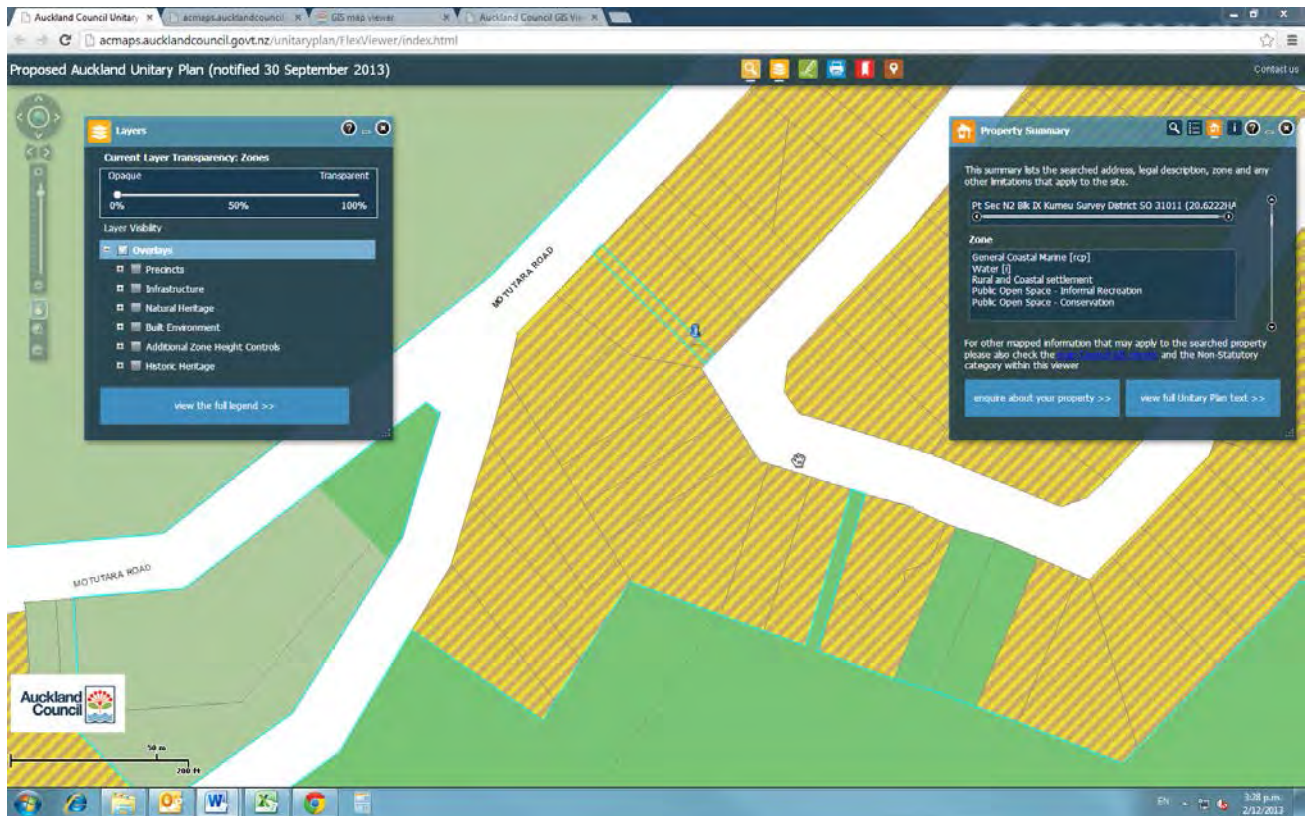 Auckland Council Unitary
acmaps.aucklandcouncil
GIS map viewer
Auckland Council GIS Vie
acmaps.aucklandcouncil.govt.nz/unitaryplan/FlexViewer/index.html
Proposed Auckland Unitary Plan (notified 30 September 2013)
Contact us
Layers
Current Layer Transparency: Zones
Opaque Transparent
0% 50% 100%
Layer Visibility
Overlays
Precincts
Infrastructure
Natural Heritage
Built Environment
Additional Zone Height Controls
Historic Heritage
view the full legend >>
Property Summary
This summary lists the searched address, legal description, zone and any
other limitations that apply to the site.
Pt Sec N2 Blk IX Kumeu Survey District SO 31011 (20.6222HA
Zone
General Coastal Marine [rcp]
Water [i]
Rural and Coastal settlement
Public Open Space - Informal Recreation
Public Open Space - Conservation
For other mapped information that may apply to the searched property
please also check the
and the Non-Statutory
category within this viewer
enquire about your property >>
view full Unitary Plan text >>
MOTUTARA ROAD
MOTUTARA ROAD
Auckland
Council
50 m
200 ft
EN
3:28 p.m.
2/12/2013